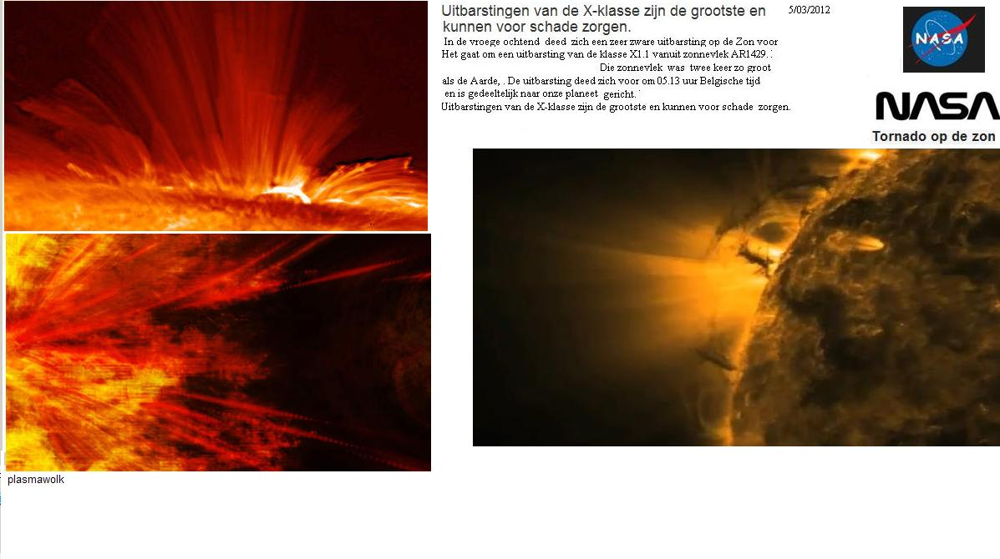 Uitbarstingen van de X-klasse zijn de grootste en
kunnen voor schade zorgen.
5/03/2012
In de vroege ochtend deed zich een zeer zware uitbarsting op de Zon voor
Het gaat om een uitbarsting van de klasse X1.1 vanuit zonnevlek AR1429. .
Die zonnevlek was twee keer zo groot
als de Aarde, . De uitbarsting deed zich voor om 05.13 uur Belgische tijd
en is gedeeltelijk naar onze planeet gericht.
Uitbarstingen van de X-klasse zijn de grootste en kunnen voor schade zorgen.
NASA
NASA
Tornado op de zon
plasmawolk